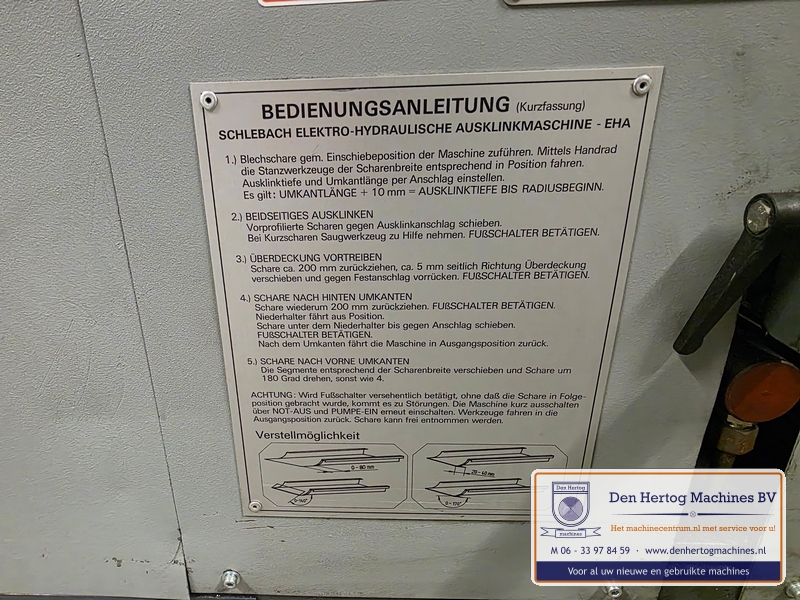 BEDIENUNGSANLEITUNG (Kurzfassung)
SCHLEBACH ELEKTRO-HYDRAULISCHE AUSKLINKMASCHINE - EHA
1.) Blechschare gem. Einschiebeposition der Maschine zuführen. Mittels Handrad
die Stanzwerkzeuge der Scharenbreite entsprechend in Position fahren.
Ausklinktiefe und Umkantlänge per Anschlag einstellen.
Es gilt: UMKANTLÄNGE + 10 mm = AUSKLINKTIEFE BIS RADIUSBEGINN.
2.) BEIDSEITIGES AUSKLINKEN
Vorprofilierte Scharen gegen Ausklinkanschlag schieben.
Bei Kurzscharen Saugwerkzeug zu Hilfe nehmen. FUßSCHALTER BETÄTIGEN.
3.) ÜBERDECKUNG VORTREIBEN
Schare ca. 200 mm zurückziehen, ca. 5 mm seitlich Richtung Überdeckung
verschieben und gegen Festanschlag vorrücken. FUßSCHALTER BETÄTIGEN.
4.) SCHARE NACH HINTEN UMKANTEN
Schare wiederum 200 mm zurückziehen. FUßSCHALTER BETÄTIGEN.
Niederhalter fährt aus Position.
Schare unter dem Niederhalter bis gegen Anschlag schieben.
FUßSCHALTER BETÄTIGEN.
Nach dem Umkanten fährt die Maschine in Ausgangsposition zurück.
5.) SCHARE NACH VORNE UMKANTEN
Die Segmente entsprechend der Scharenbreite verschieben und Schare um
180 Grad drehen, sonst wie 4.
ACHTUNG: Wird Fußschalter versehentlich betätigt, ohne daß die Schare in Folge-
position gebracht wurde, kommt es zu Störungen. Die Maschine kurz ausschalten
über NOT-AUS und PUMPE-EIN erneut einschalten. Werkzeuge fahren in die
Ausgangsposition zurück. Schare kann frei entnommen werden.
Verstellmöglichkeit
0-80 mm
20-40 mm
0-140°
0-170°
Den Hertog
machines
Den Hertog Machines BV
Het machinecentrum.nl met service voor u!
M 06 - 33 97 84 59 · www.denhertogmachines.nl
Voor al uw nieuwe en gebruikte machines